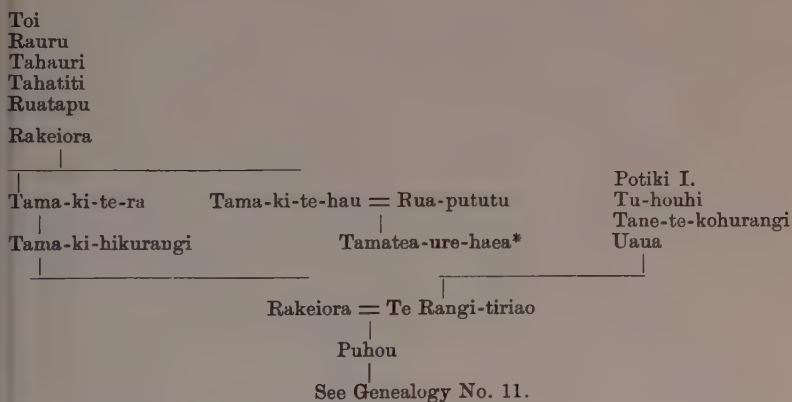 Toi
Rauru
Tahauri
Tahatiti
Ruatapu
Rakeiora
Potiki I.
Tama-ki-te-ra Tama-ki-te-hau = Rua-pututu Tu-houhi
Tane-te-kohurangi
Tama-ki-hikurangi Tamatea-ure-haea* Uaua
Rakeiora = Te Rangi-tiriao
Puhou
See Genealogy No. 11.